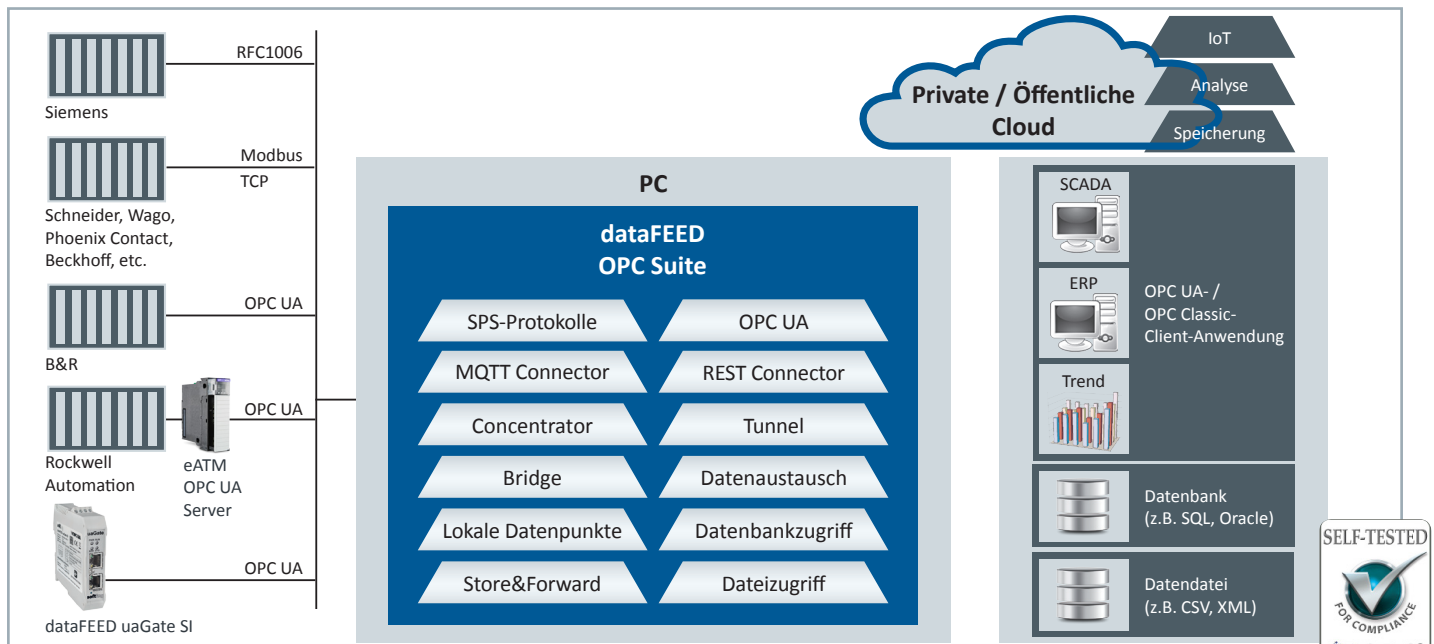 RFC1006
Siemens
Modbus
TCP
Schneider, Wago,
Phoenix Contact,
Beckhoff, etc.
OPC UA
B&R
OPC UA
Rockwell
Automation
eATM
OPC UA
Server
uaGate
OPC UA
dataFEED uaGate SI
PC
dataFEED
OPC Suite
SPS-Protokolle
OPC UA
MQTT Connector
REST Connector
Concentrator
Tunnel
Bridge
Datenaustausch
Lokale Datenpunkte
Datenbankzugriff
Store&Forward
Dateizugriff
Private / Öffentliche
Cloud
IoT
Analyse
Speicherung
SCADA
ERP
Trend
OPC UA- /
OPC Classic-
Client-Anwendung
Datenbank
(z.B. SQL, Oracle)
Datendatei
(z.B. CSV, XML)
SELF-TESTED
FOR COMPLIANCE